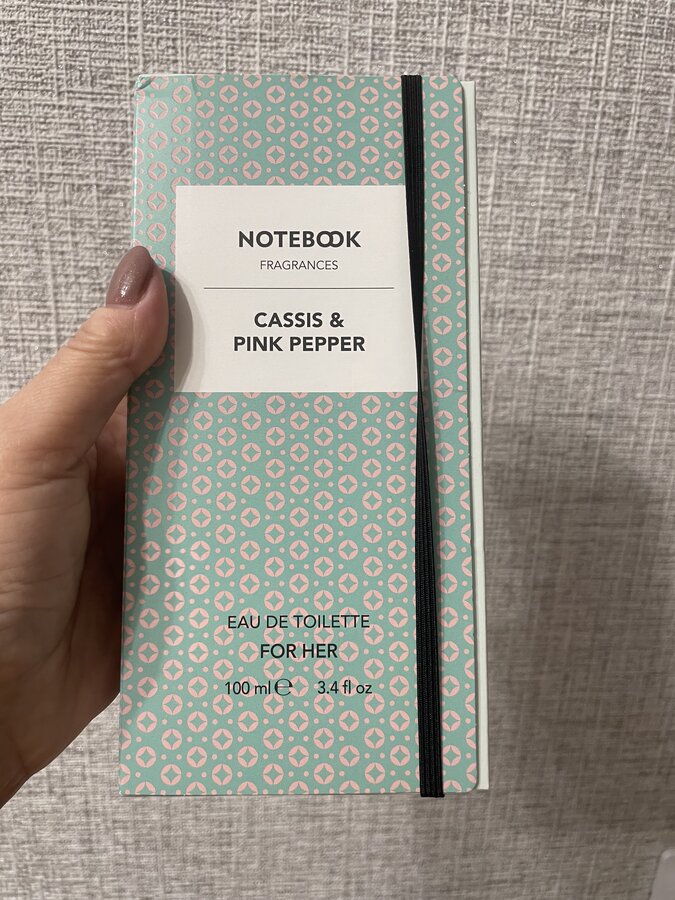 NOTEBOOK
FRAGRANCES
CASSIS &
PINK PEPPER
EAU DE TOILETTE
FOR HER
100 ml ℮ 3.4 fl oz